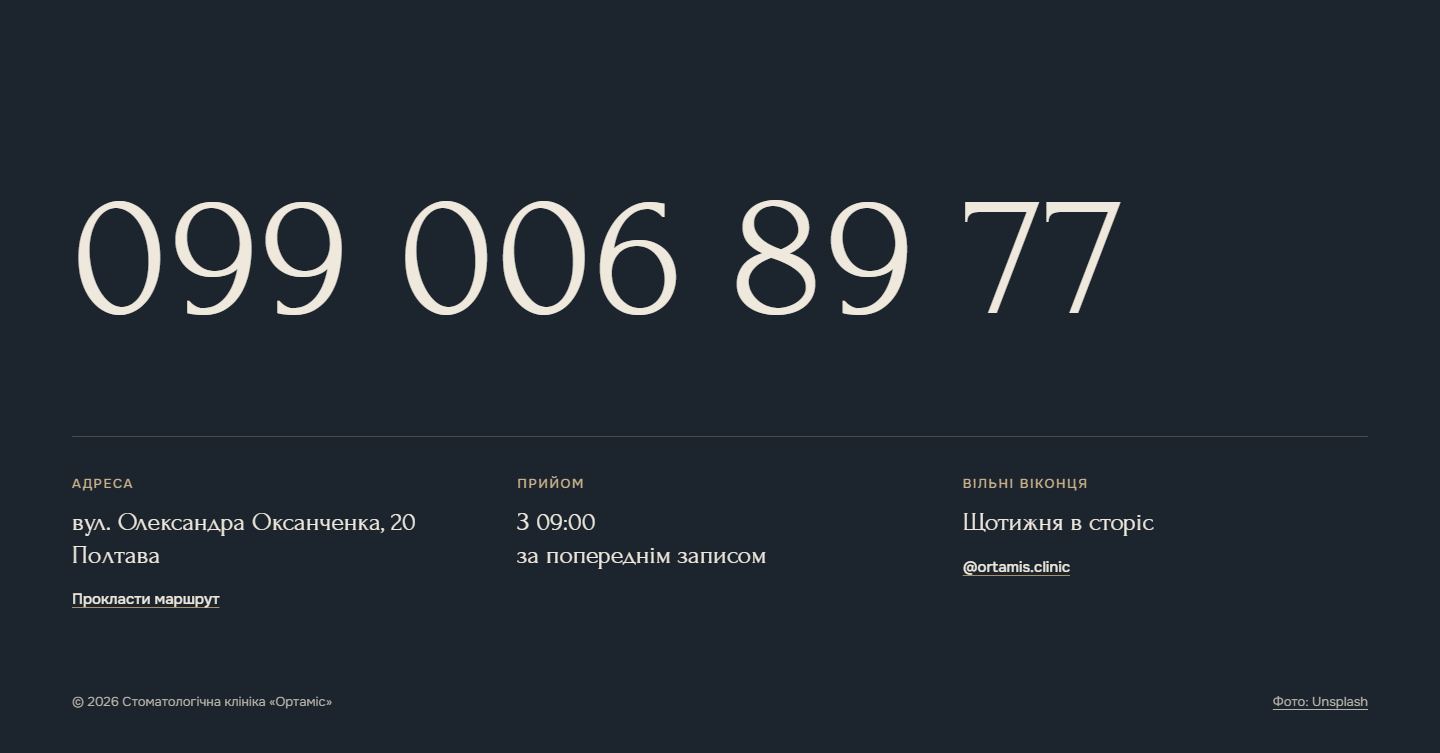 099 006 89 77
АДРЕСА
вул. Олександра Оксанченка, 20
Полтава
Прокласти маршрут
ПРИЙОМ
З 09:00
за попереднім записом
ВІЛЬНІ ВІКОНЦЯ
Щотижня в сторіс
@ortamis.clinic
© 2026 Стоматологічна клініка «Ортаміс»
Фото: Unsplash